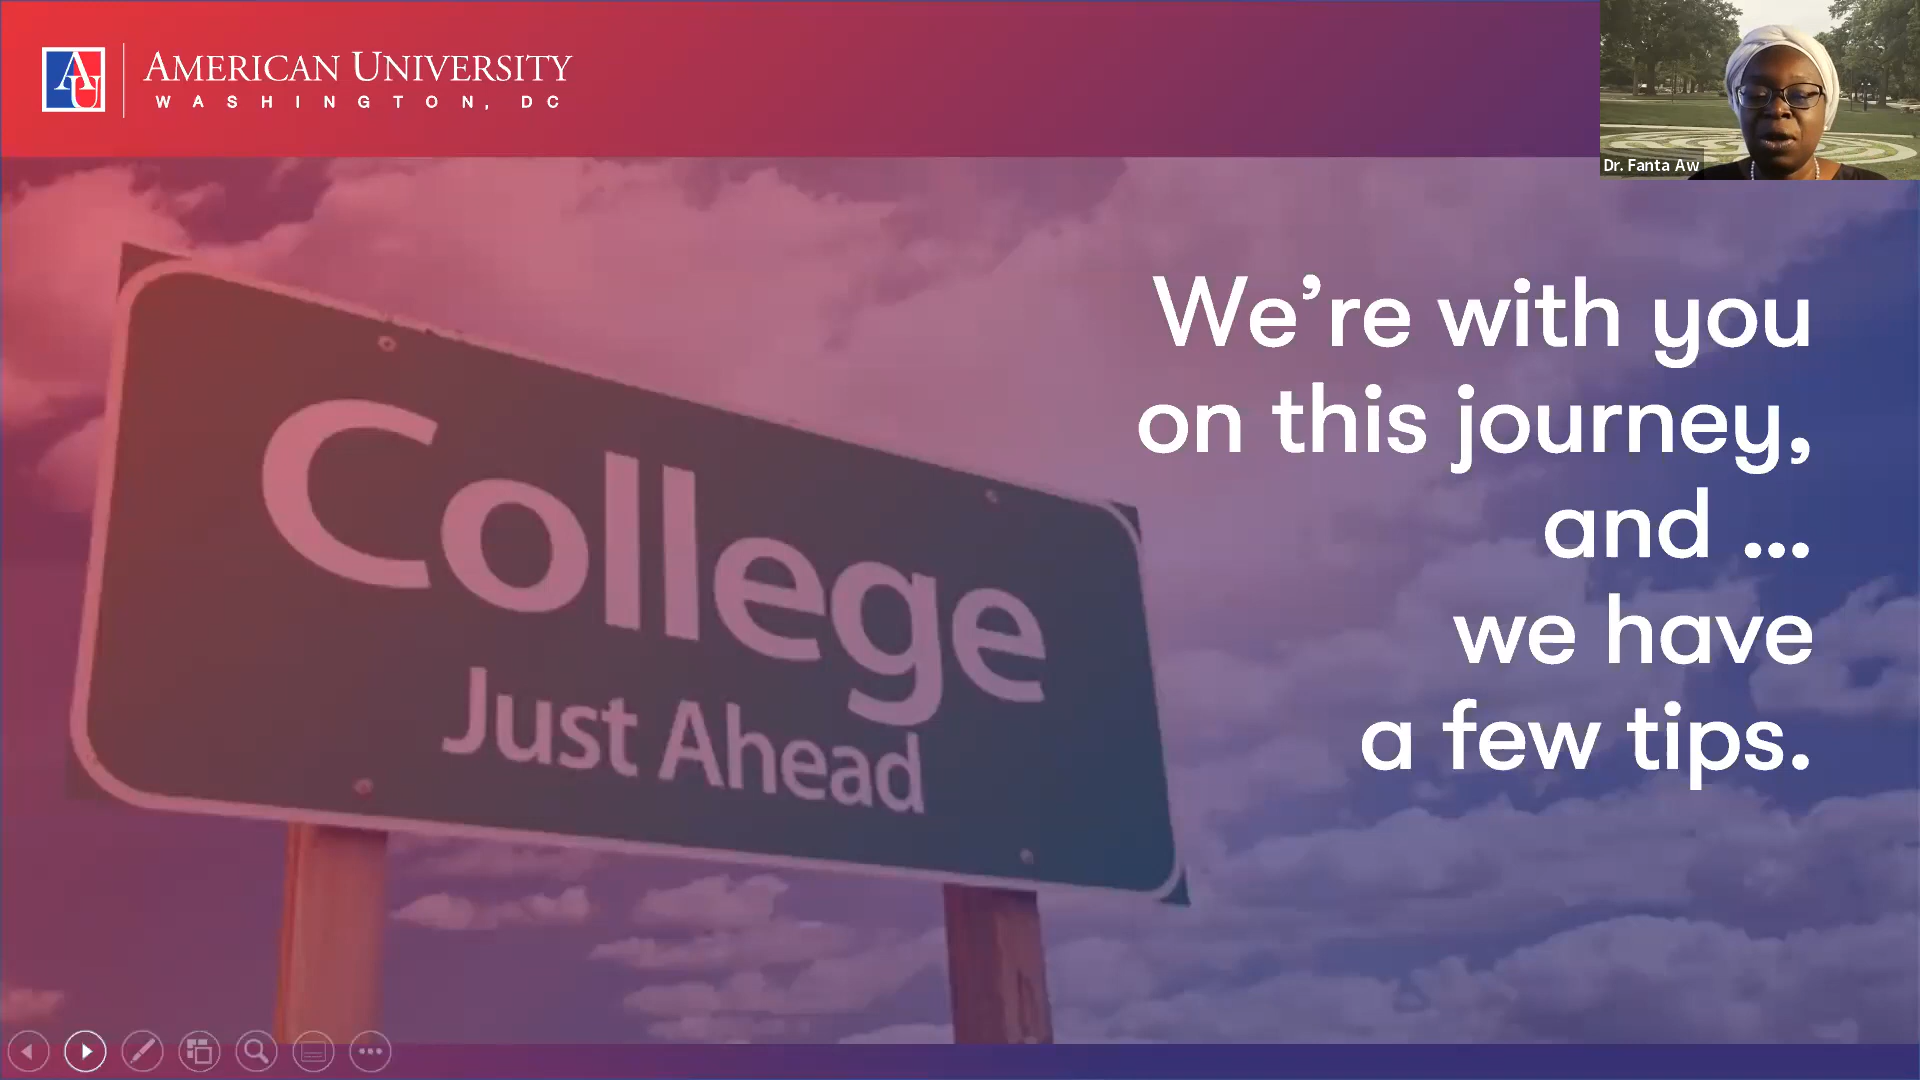 AU
AMERICAN UNIVERSITY
WASHINGTON, DC
Dr. Fanta Aw
College
Just Ahead
We’re with you
on this journey,
and ...
we have
a few tips.